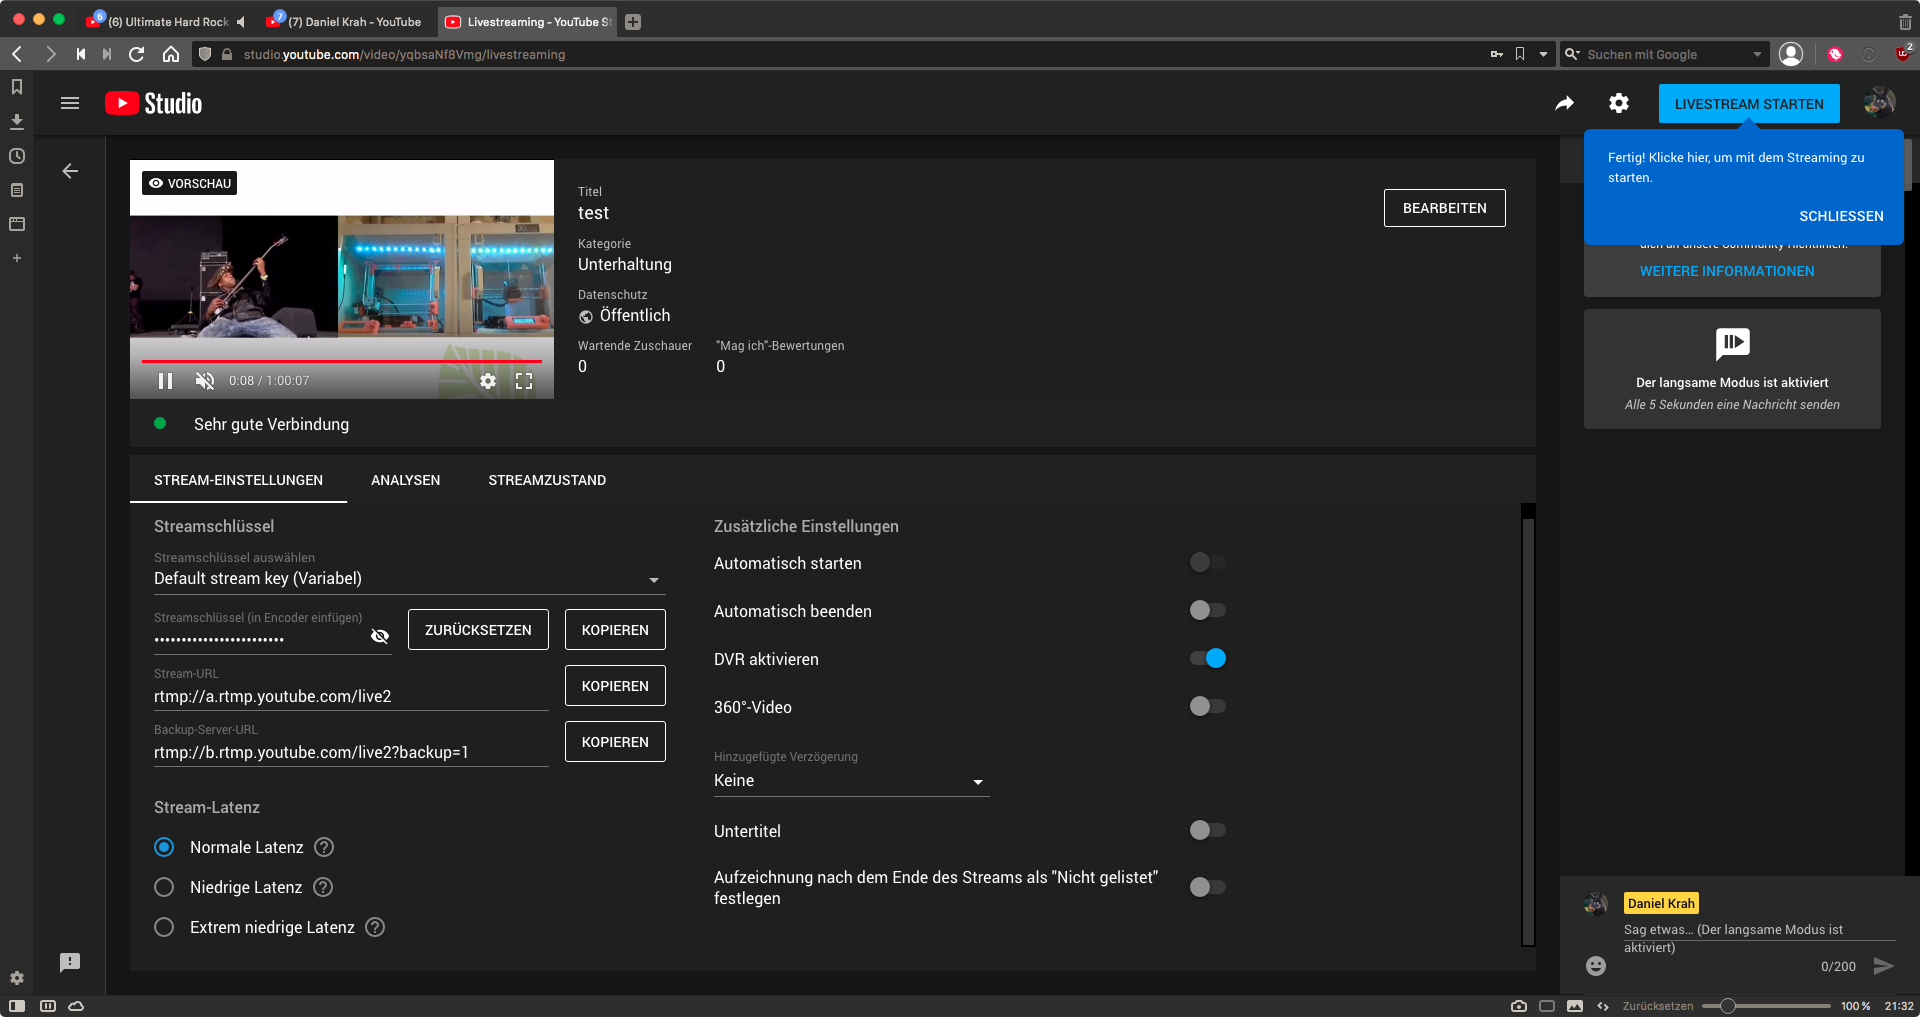 (6) Ultimate Hard Rock
(7) Daniel Krah - YouTube
Livestreaming - YouTube St
studio.youtube.com/video/yqbsaNf8Vmg/livestreaming
Suchen mit Google
2
Studio
LIVESTREAM STARTEN
Fertig! Klicke hier, um mit dem Streaming zu
starten.
SCHLIESSEN
dich an unsere Community-Richtlinien.
WEITERE INFORMATIONEN
VORSCHAU
0:08 / 1:00:07
Titel
test
Kategorie
Unterhaltung
Datenschutz
Öffentlich
Wartende Zuschauer
0
"Mag ich"-Bewertungen
0
BEARBEITEN
Der langsame Modus ist aktiviert
Alle 5 Sekunden eine Nachricht senden
Sehr gute Verbindung
STREAM-EINSTELLUNGEN
ANALYSEN
STREAMZUSTAND
Streamschlüssel
Streamschlüssel auswählen
Default stream key (Variabel)
Streamschlüssel (in Encoder einfügen)
ZURÜCKSETZEN
KOPIEREN
Stream-URL
rtmp://a.rtmp.youtube.com/live2
KOPIEREN
Backup-Server-URL
rtmp://b.rtmp.youtube.com/live2?backup=1
KOPIEREN
Stream-Latenz
Normale Latenz
Niedrige Latenz
Extrem niedrige Latenz
Zusätzliche Einstellungen
Automatisch starten
Automatisch beenden
DVR aktivieren
360°-Video
Hinzugefügte Verzögerung
Keine
Untertitel
Aufzeichnung nach dem Ende des Streams als "Nicht gelistet"
festlegen
Daniel Krah
Sag etwas... (Der langsame Modus ist
aktiviert)
0/200
Zurücksetzen
100 %
21:32